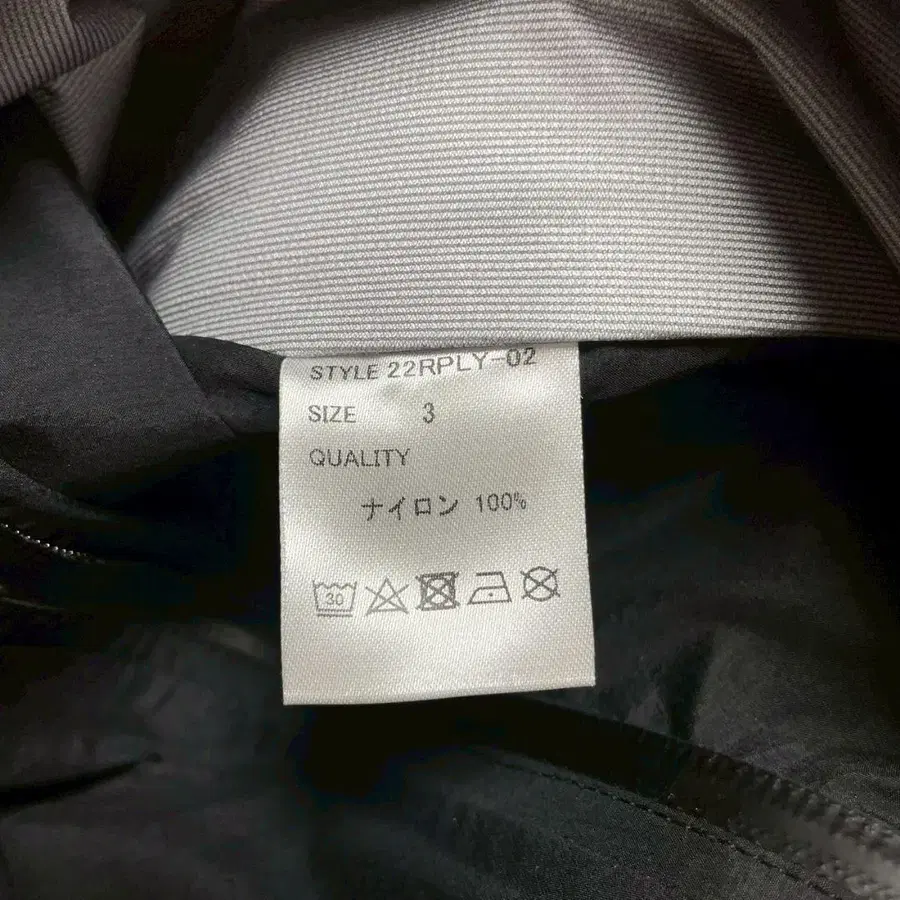 STYLE 22RPLY-02
SIZE 3
QUALITY
ナイロン 100%
30